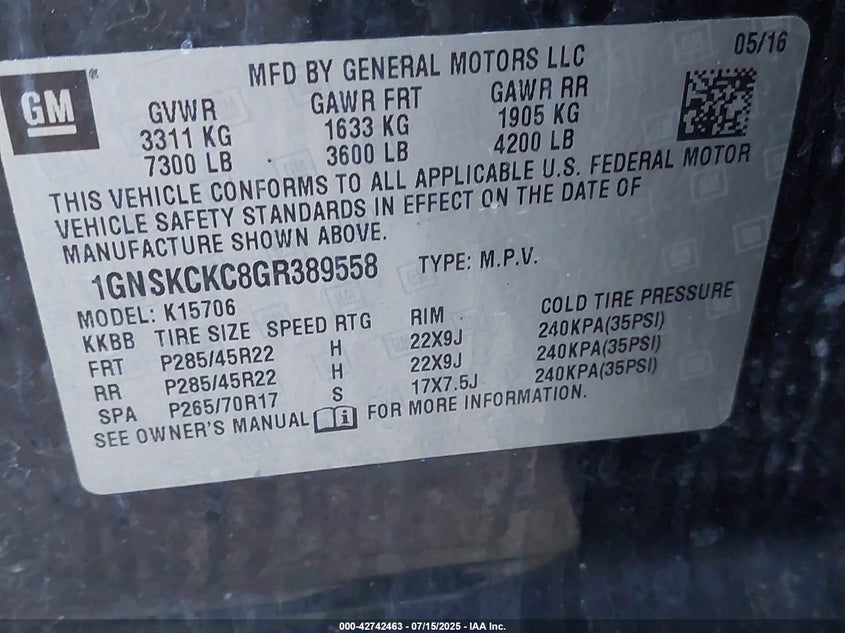 GM
MFD BY GENERAL MOTORS LLC 05/16
GVWR GAWR FRT GAWR RR
3311 KG 1633 KG 1905 KG
7300 LB 3600 LB 4200 LB
THIS VEHICLE CONFORMS TO ALL APPLICABLE U.S. FEDERAL MOTOR
VEHICLE SAFETY STANDARDS IN EFFECT ON THE DATE OF
MANUFACTURE SHOWN ABOVE.
1GNSKCKC8GR389558 TYPE: M.P.V.
MODEL: K15706
KKBB TIRE SIZE SPEED RTG RIM COLD TIRE PRESSURE
FRT P285/45R22 H 22X9J 240KPA(35PSI)
RR P285/45R22 H 22X9J 240KPA(35PSI)
SPA P265/70R17 S 17X7.5J 240KPA(35PSI)
SEE OWNER'S MANUAL FOR MORE INFORMATION.
000-42742463 - 07/15/2025 - IAA Inc.